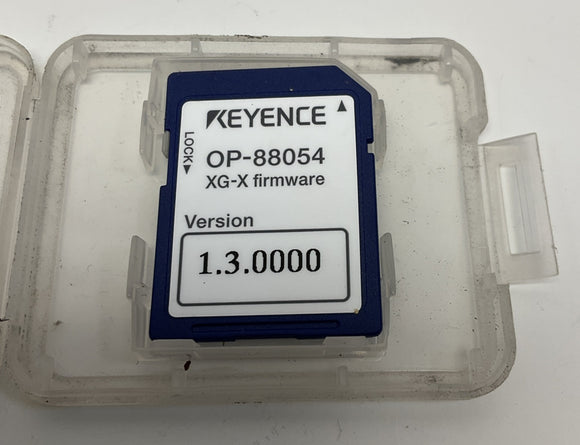 KEYENCE ▲
LOCK▶
OP-88054
XG-X firmware
Version
1.3.0000